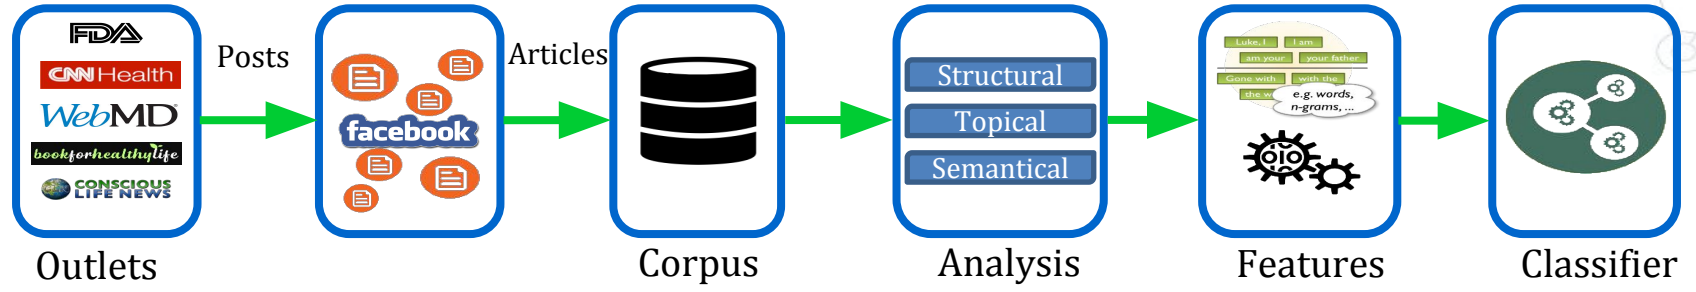 FDA
CNN Health
WebMD
bookforhealthylife
CONSCIOUS
LIFE NEWS
Outlets
Posts
facebook
Articles
Corpus
Structural
Topical
Semantical
Analysis
Luke, I
I am
am your
your father
Gone with
with the
the w
e.g. words,
n-grams, ...
Features
Classifier